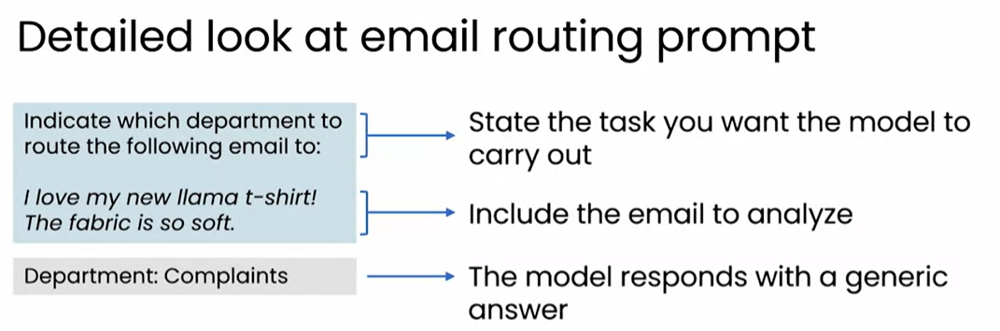 Detailed look at email routing prompt
Indicate which department to
route the following email to:
I love my new llama t-shirt!
The fabric is so soft.
Department: Complaints
State the task you want the model to
carry out
Include the email to analyze
The model responds with a generic
answer